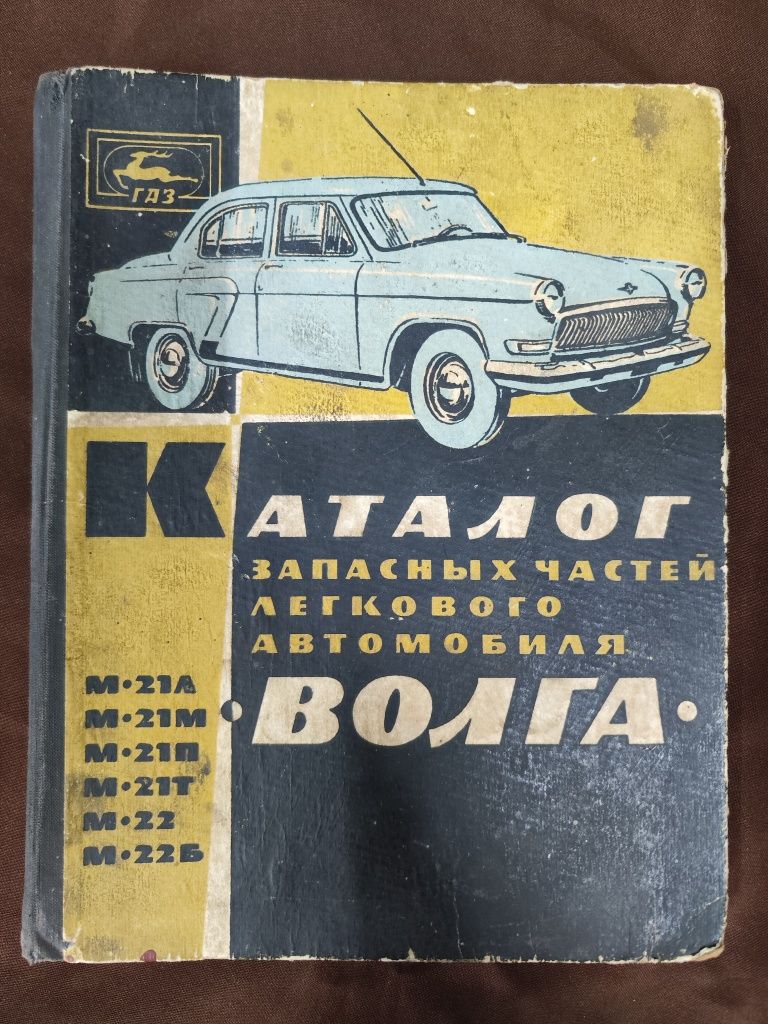 ГАЗ
КАТАЛОГ
ЗАПАСНЫХ ЧАСТЕЙ
ЛЕГКОВОГО
АВТОМОБИЛЯ
·ВОЛГА·
М·21А
М·21М
М·21П
М·21Т
М·22
М·22Б